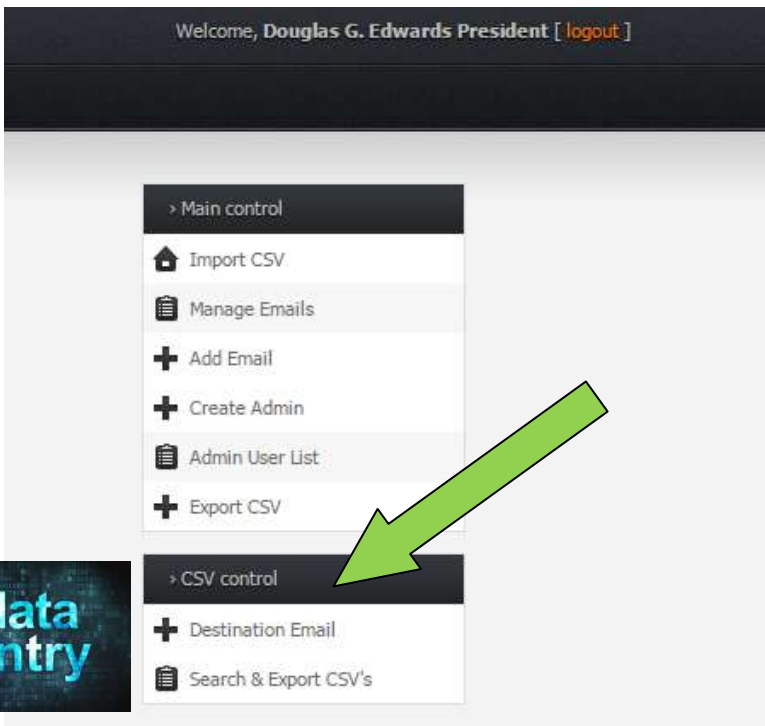 Welcome, Douglas G. Edwards President [ logout ]
› Main control
Import CSV
Manage Emails
Add Email
Create Admin
Admin User List
Export CSV
› CSV control
Destination Email
Search & Export CSV's